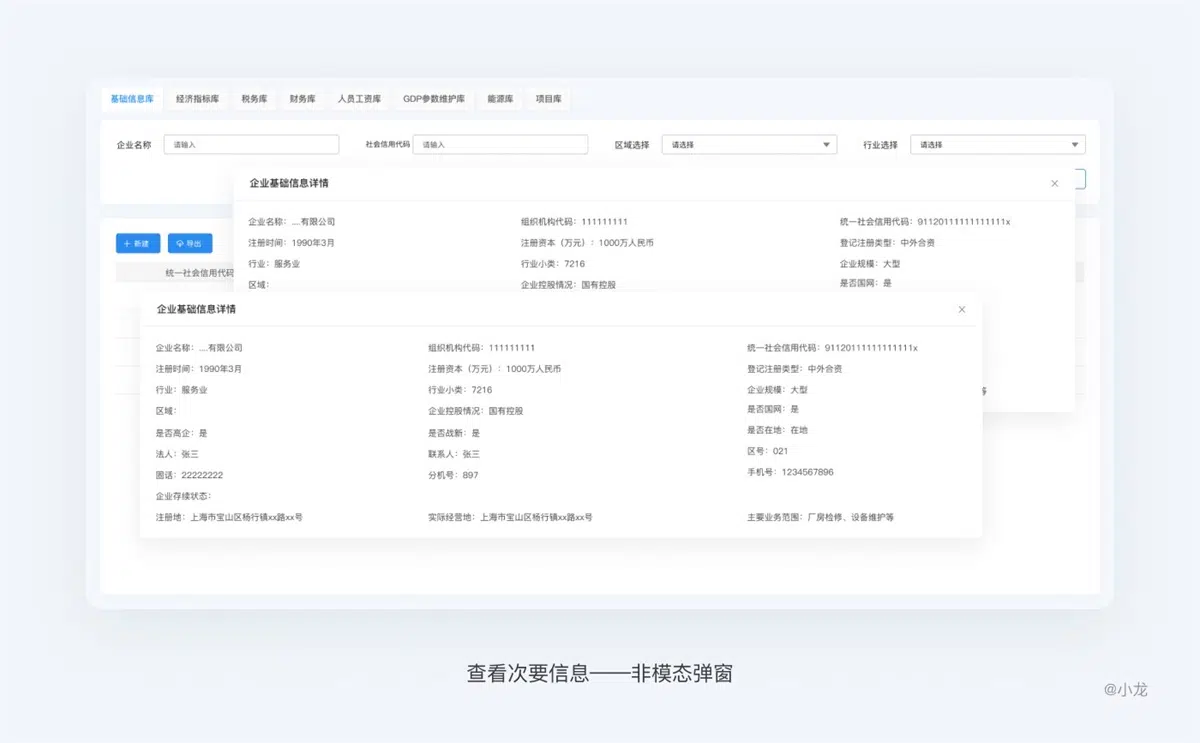 基础信息库 经济指标库 税务库 财务库 人员工资库 GDP参数维护库 能源库 项目库
企业名称 请输入 社会信用代码 请输入 区域选择 请选择 行业选择 请选择
企业基础信息详情
企业名称：...有限公司 组织机构代码：111111111 统一社会信用代码：91120111111111111x
注册时间：1990年3月 注册资本（万元）：1000万人民币 登记注册类型：中外合资
行业：服务业 行业小类：7216 企业规模：大型
区域： 企业控股情况：国有控股 是否国网：是
+ 新建 导出
统一社会信用代码
企业基础信息详情
企业名称：....有限公司 组织机构代码：111111111 统一社会信用代码：91120111111111111x
注册时间：1990年3月 注册资本（万元）：1000万人民币 登记注册类型：中外合资
行业：服务业 行业小类：7216 企业规模：大型
区域： 企业控股情况：国有控股 是否国网：是
是否高企：是 是否战新：是 是否在地：在地
法人：张三 联系人：张三 区号：021
固话：22222222 分机号：897 手机号：1234567896
企业存续状态：
注册地：上海市宝山区杨行镇xx路xx号 实际经营地：上海市宝山区杨行镇xx路xx号 主要业务范围：厂房检修、设备维护等
等
查看次要信息——非模态弹窗
@小龙